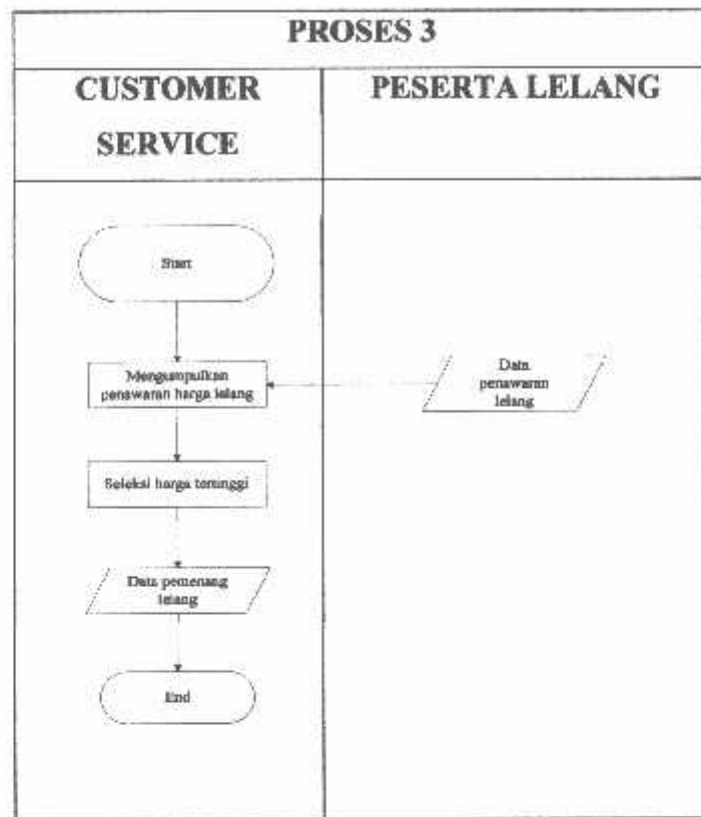 PROSES 3
CUSTOMER
SERVICE
PESERTA LELANG
Start
Mengumpulkan
penawaran harga lelang
Data
penawaran
lelang
Seleksi harga tertinggi
Data pemenang
lelang
End